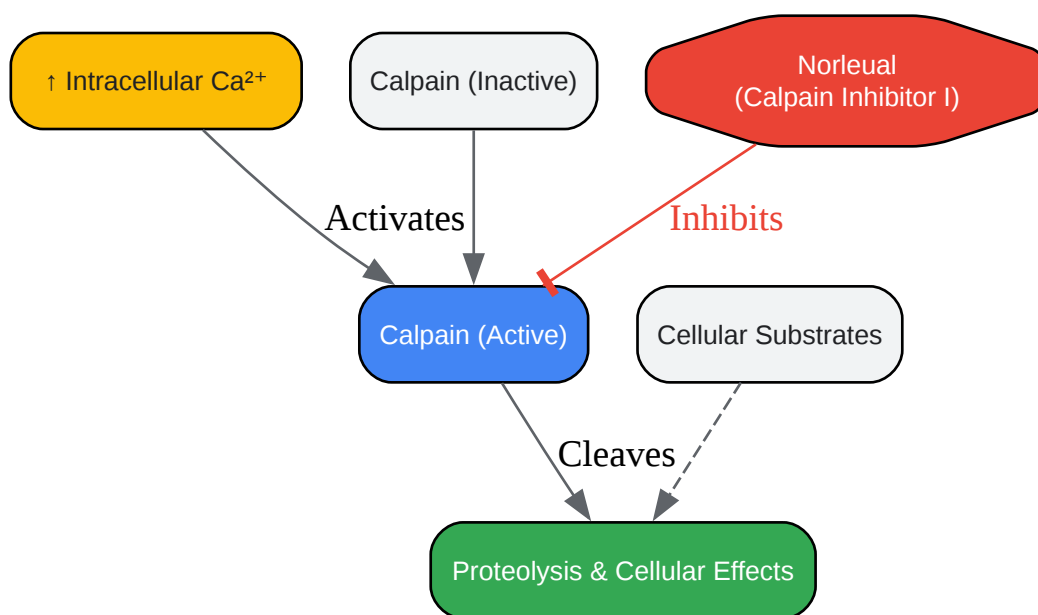 ↑ Intracellular Ca²⁺
Calpain (Inactive)
Norleual
(Calpain Inhibitor I)
Activates
Inhibits
Calpain (Active)
Cellular Substrates
Cleaves
Proteolysis & Cellular Effects